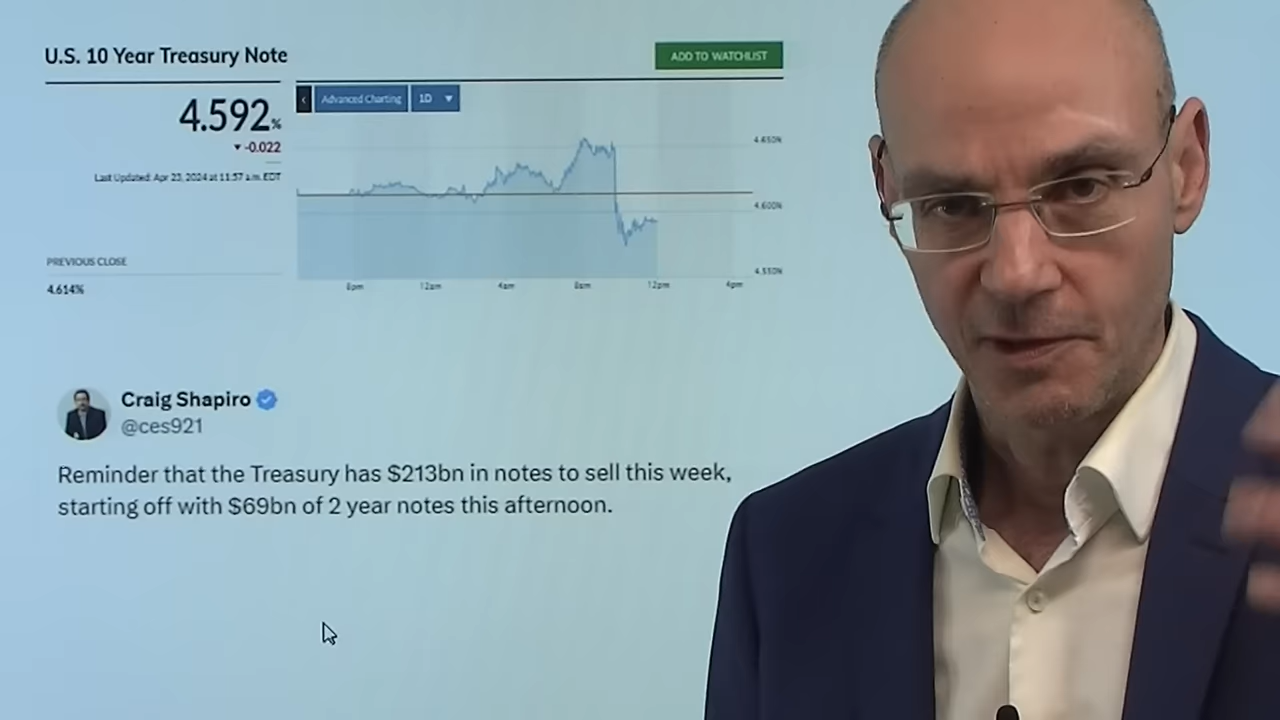 U.S. 10 Year Treasury Note
ADD TO WATCHLIST
4.592%
▼ -0.022
Last Updated: Apr 23, 2024 at 11:57 a.m. EDT
PREVIOUS CLOSE
4.614%
‹ Advanced Charting 1D ▼
4.650%
4.600%
4.550%
8pm 12am 4am 8am 12pm 4pm
Craig Shapiro
@ces921
Reminder that the Treasury has $213bn in notes to sell this week,
starting off with $69bn of 2 year notes this afternoon.